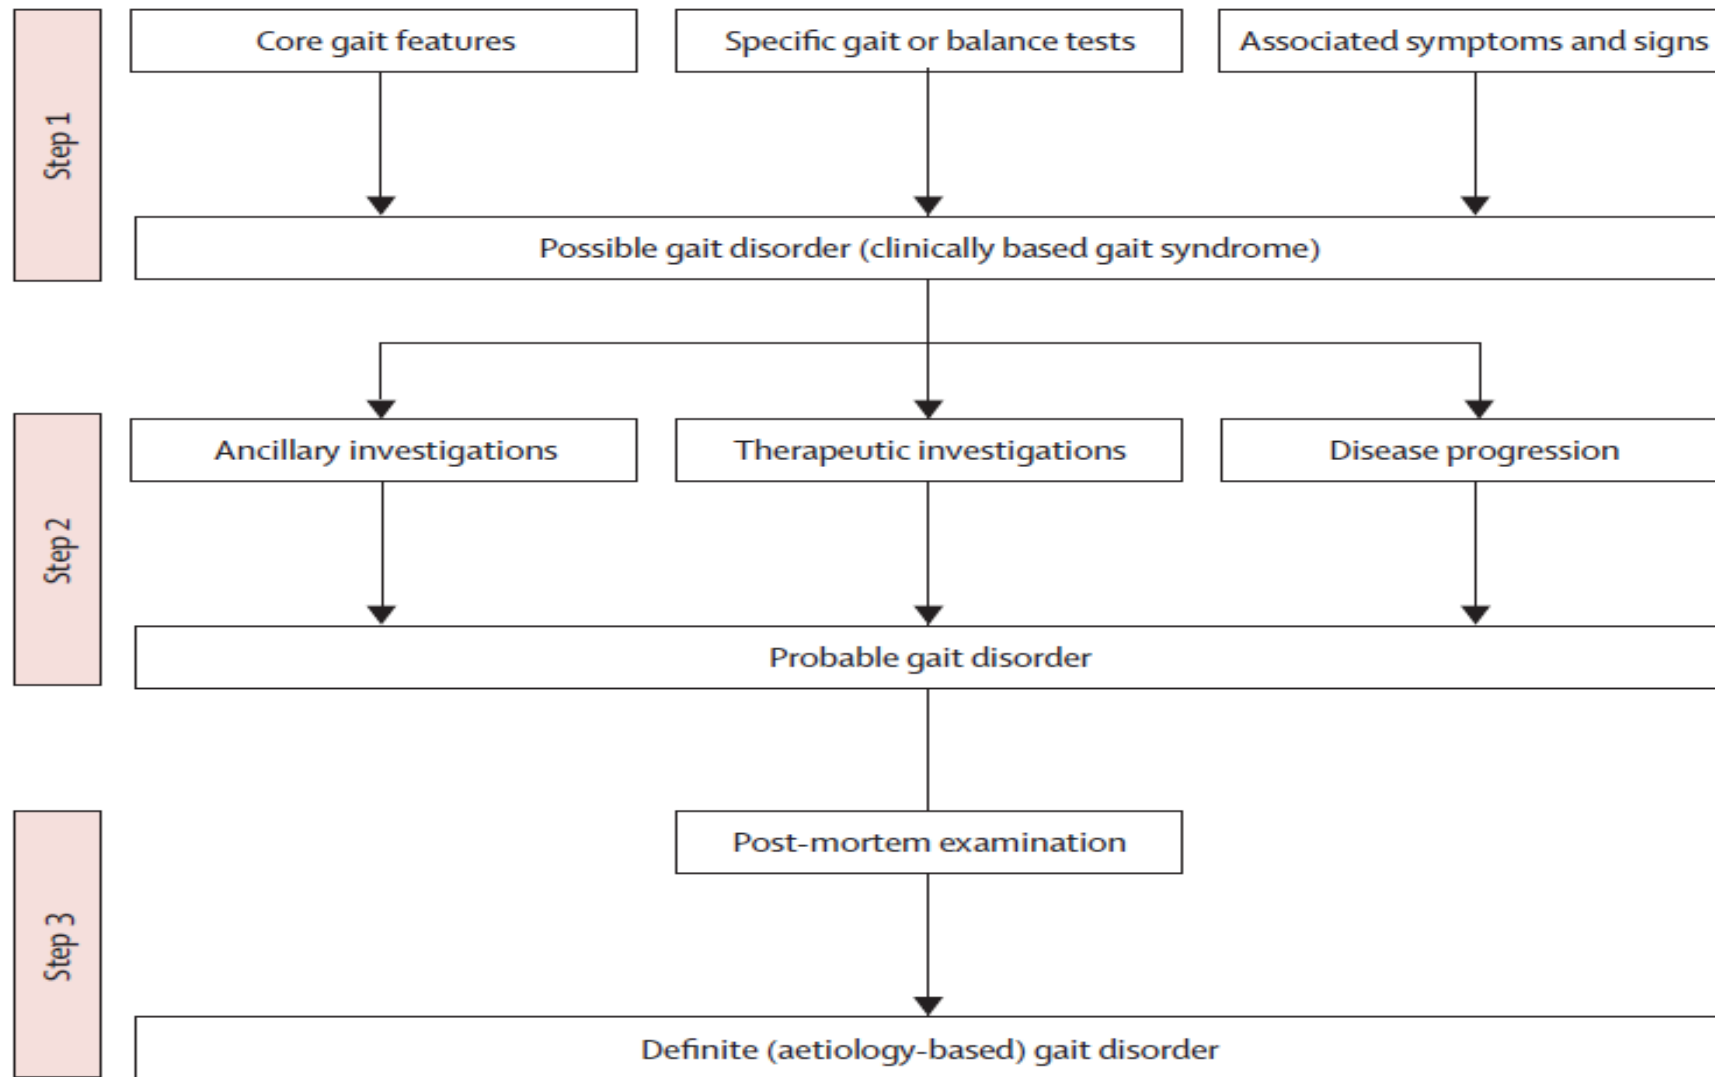 Step 1
Core gait features
Specific gait or balance tests
Associated symptoms and signs
Possible gait disorder (clinically based gait syndrome)
Step 2
Ancillary investigations
Therapeutic investigations
Disease progression
Probable gait disorder
Step 3
Post-mortem examination
Definite (aetiology-based) gait disorder